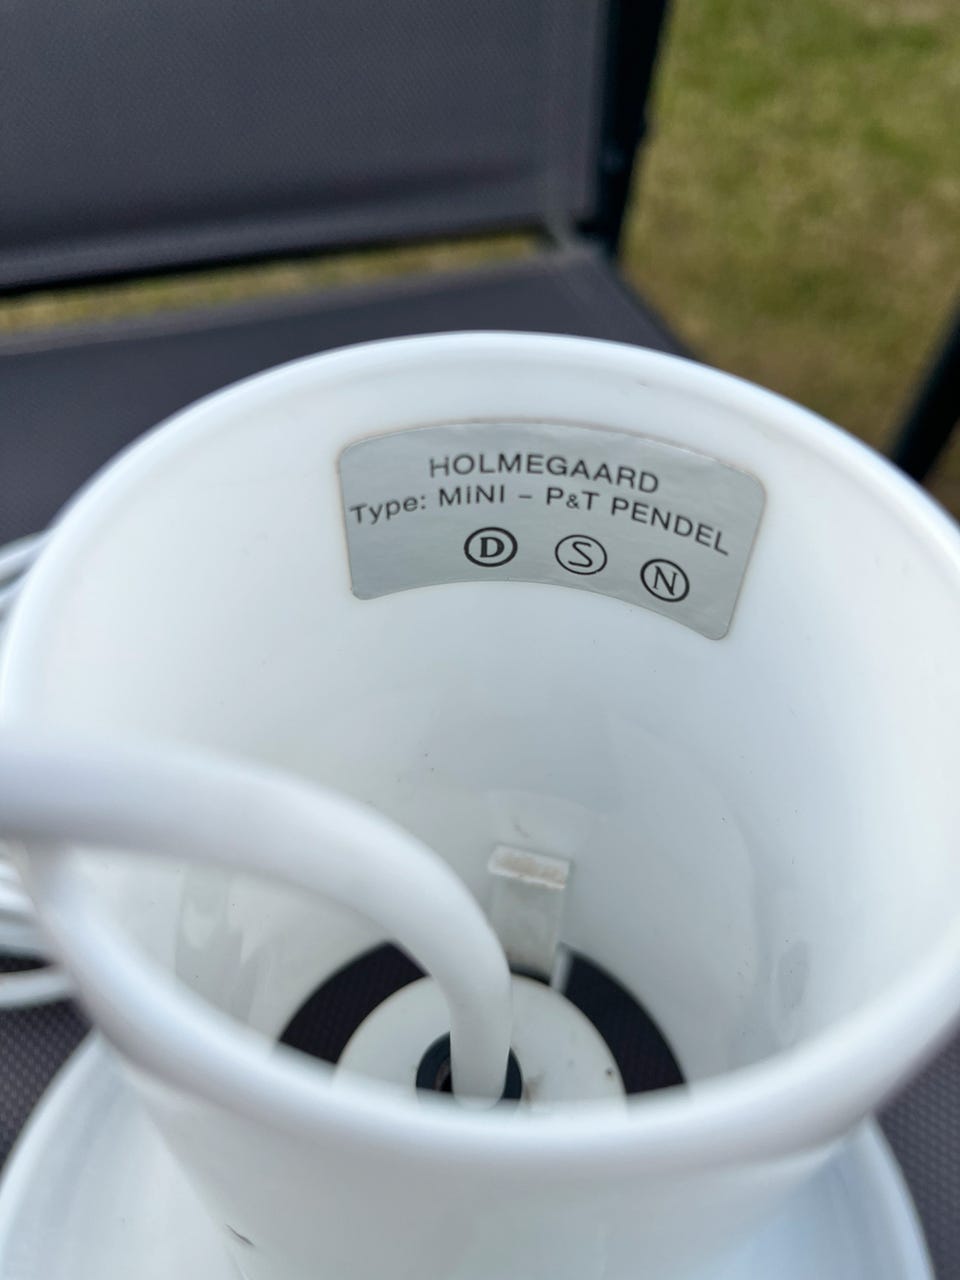 HOLMEGAARD
Type: MINI - P&T PENDEL
D S N